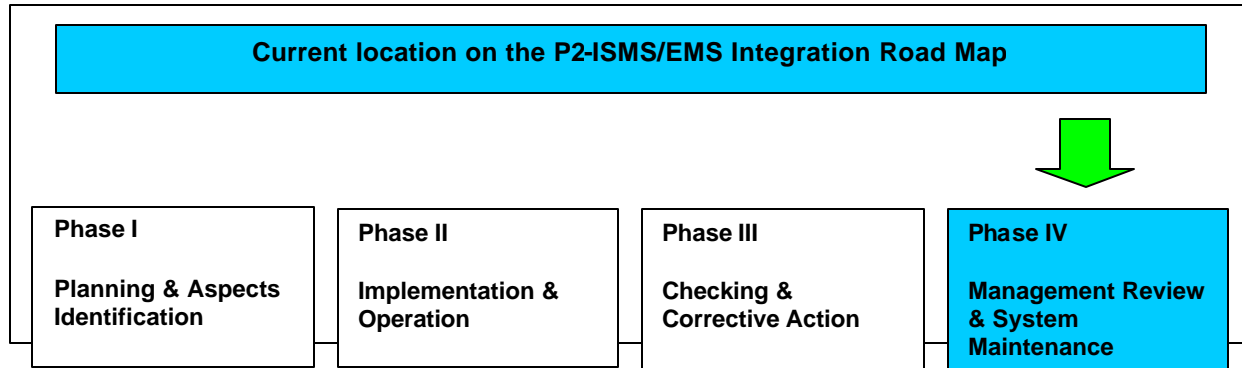 Current location on the P2-ISMS/EMS Integration Road Map
Phase I
Planning & Aspects
Identification
Phase II
Implementation &
Operation
Phase III
Checking &
Corrective Action
Phase IV
Management Review
& System
Maintenance